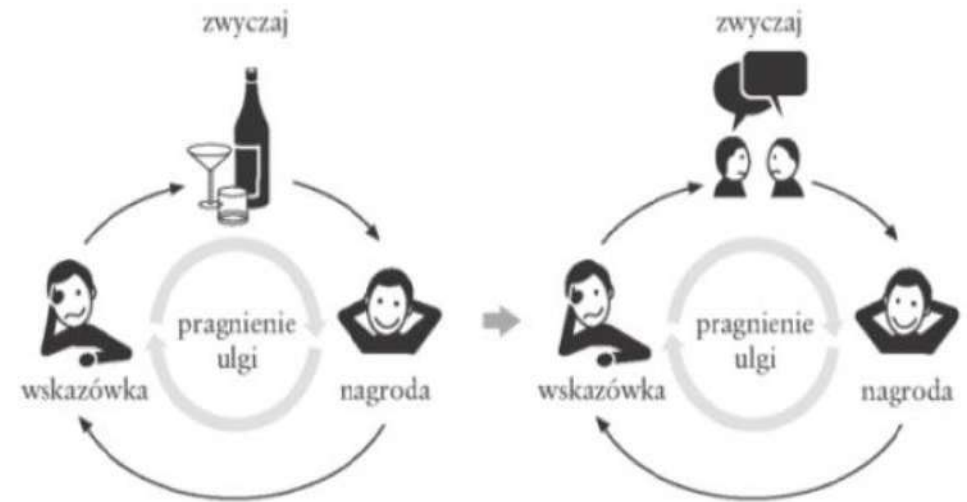 zwyczaj
pragnienie
ulgi
wskazówka
nagroda
zwyczaj
pragnienie
ulgi
wskazówka
nagroda